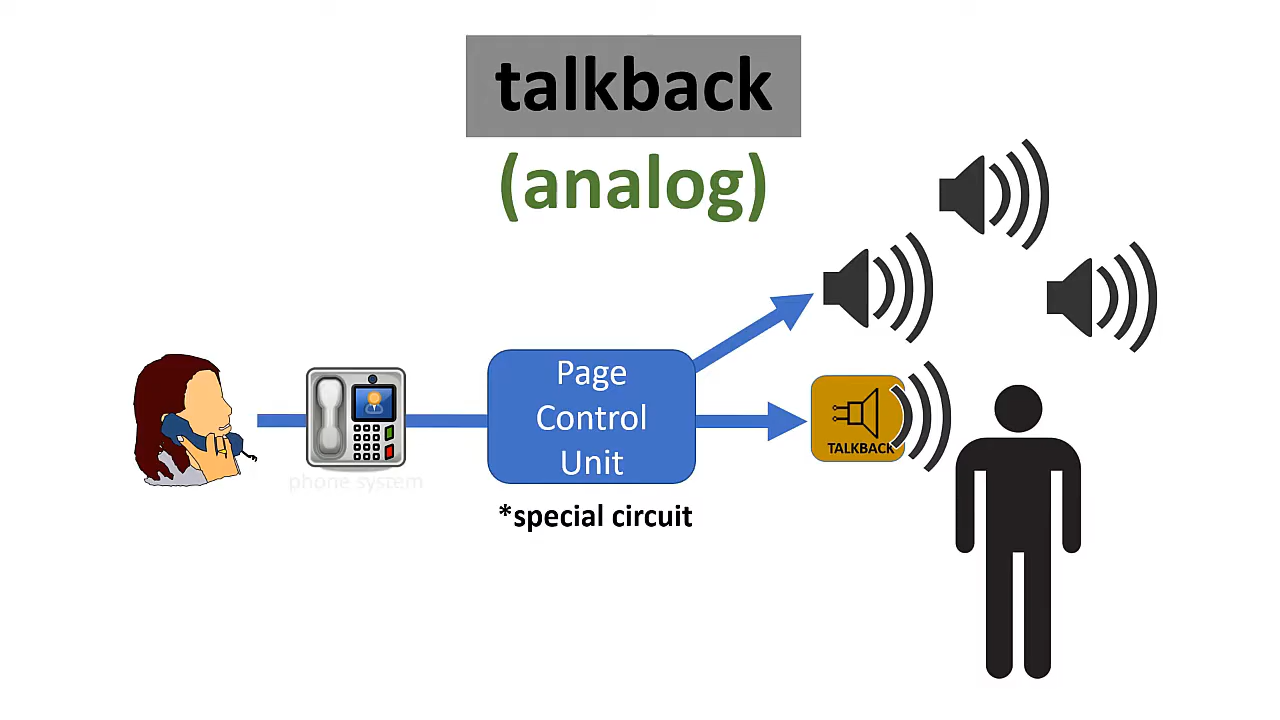 talkback
(analog)
Page
Control
Unit
TALKBACK
phone system
*special circuit